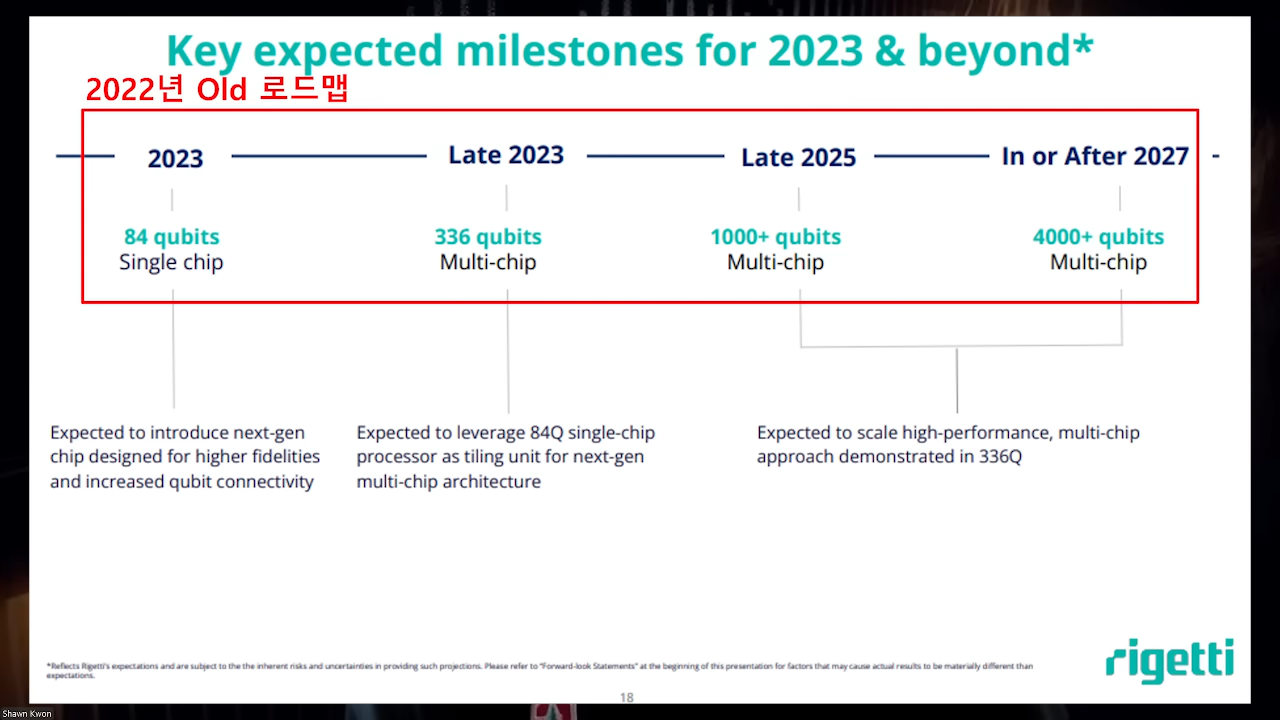 Key expected milestones for 2023 & beyond*
2022년 Old 로드맵
2023
Late 2023
Late 2025
In or After 2027
84 qubits
Single chip
336 qubits
Multi-chip
1000+ qubits
Multi-chip
4000+ qubits
Multi-chip
Expected to introduce next-gen
chip designed for higher fidelities
and increased qubit connectivity
Expected to leverage 84Q single-chip
processor as tiling unit for next-gen
multi-chip architecture
Expected to scale high-performance, multi-chip
approach demonstrated in 336Q
*Reflects Rigetti's expectations and are subject to the the inherent risks and uncertainties in providing such projections. Please refer to "Forward-look Statements" at the beginning of this presentation for factors that may cause actual results to be materially different than
expectations.
rigetti
18
Shawn Kwon